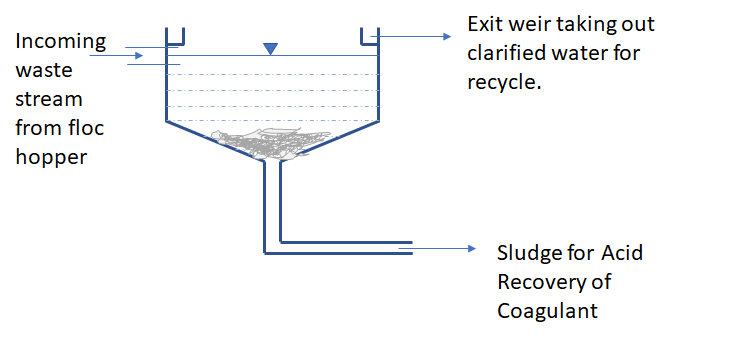 Incoming
waste
stream
from floc
hopper
Exit weir taking out
clarified water for
recycle.
Sludge for Acid
Recovery of
Coagulant